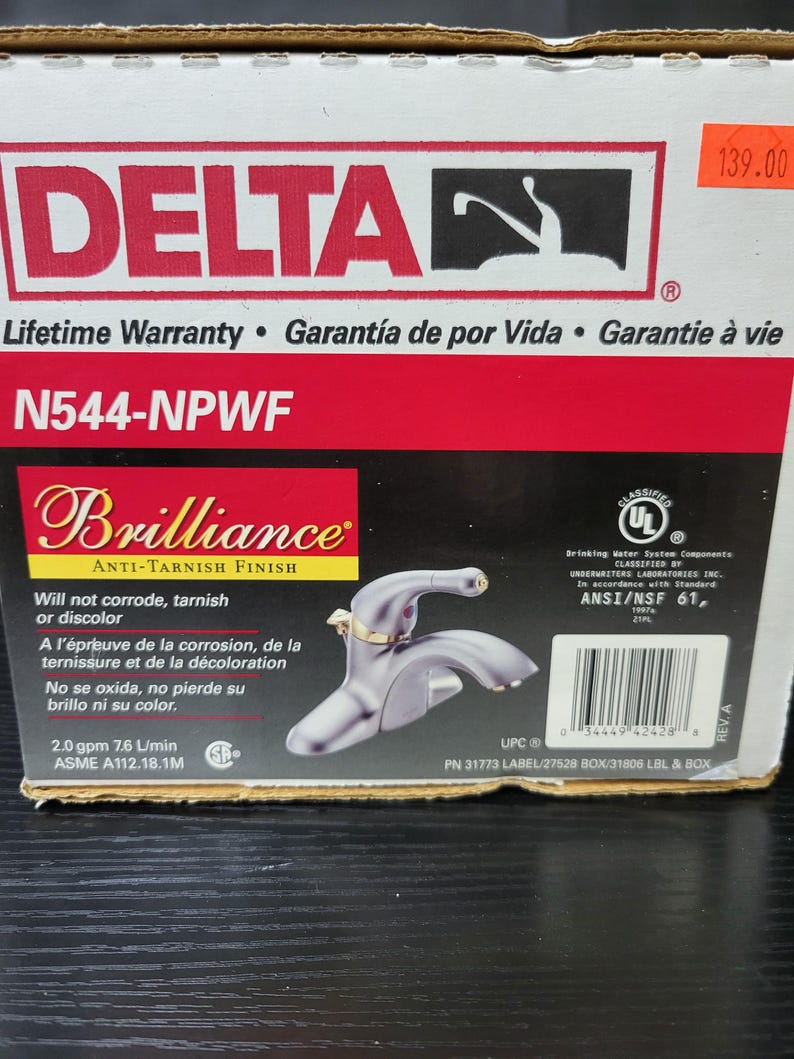 DELTA
®
139.00
Lifetime Warranty • Garantía de por Vida • Garantie à vie
N544-NPWF
Brilliance®
ANTI-TARNISH FINISH
Will not corrode, tarnish
or discolor
A l'épreuve de la corrosion, de la
ternissure et de la décoloration
No se oxida, no pierde su
brillo ni su color.
2.0 gpm 7.6 L/min
ASME A112.18.1M
®
CLASSIFIED
UL
®
Drinking Water System Components
CLASSIFIED BY
UNDERWRITERS LABORATORIES INC.
In accordance with Standard
ANSI/NSF 61,
1997a
21PL
0 34449 42428 8
UPC ®
REV. A
PN 31773 LABEL/27528 BOX/31806 LBL & BOX